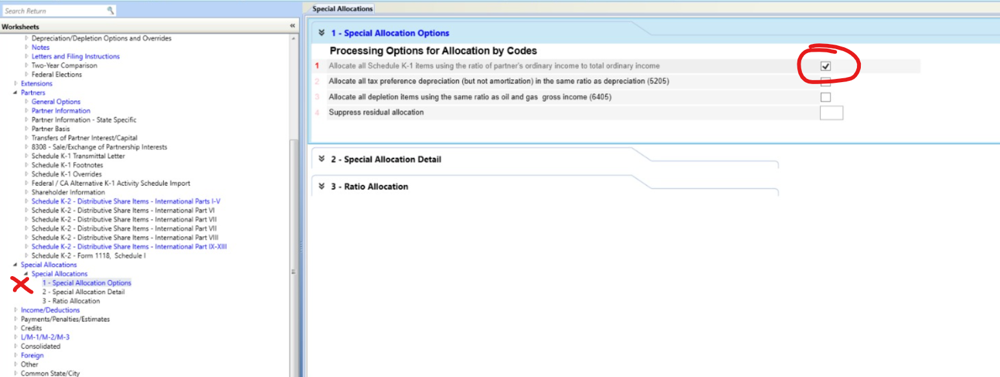 Search Return
Worksheets
Depreciation/Depletion Options and Overrides
Notes
Letters and Filing Instructions
Two-Year Comparison
Federal Elections
Extensions
Partners
General Options
Partner Information
Partner Information - State Specific
Partner Basis
Transfers of Partner Interest/Capital
8308 - Sale/Exchange of Partnership Interests
Schedule K-1 Transmittal Letter
Schedule K-1 Footnotes
Schedule K-1 Overrides
Federal / CA Alternative K-1 Activity Schedule Import
Shareholder Information
Schedule K-2 - Distributive Share Items - International Parts I-V
Schedule K-2 - Distributive Share Items - International Part VI
Schedule K-2 - Distributive Share Items - International Part VII
Schedule K-2 - Distributive Share Items - International Part VII
Schedule K-2 - Distributive Share Items - International Part VIII
Schedule K-2 - Distributive Share Items - International Part IX-XIII
Schedule K-2 - Form 1118, Schedule I
Special Allocations
Special Allocations
1 - Special Allocation Options
2 - Special Allocation Detail
3 - Ratio Allocation
Income/Deductions
Payments/Penalties/Estimates
Credits
L/M-1/M-2/M-3
Consolidated
Foreign
Other
Common State/City
Special Allocations
1 - Special Allocation Options
Processing Options for Allocation by Codes
1 Allocate all Schedule K-1 items using the ratio of partner's ordinary income to total ordinary income
2 Allocate all tax preference depreciation (but not amortization) in the same ratio as depreciation (5205)
3 Allocate all depletion items using the same ratio as oil and gas gross income (6405)
4 Suppress residual allocation
2 - Special Allocation Detail
3 - Ratio Allocation